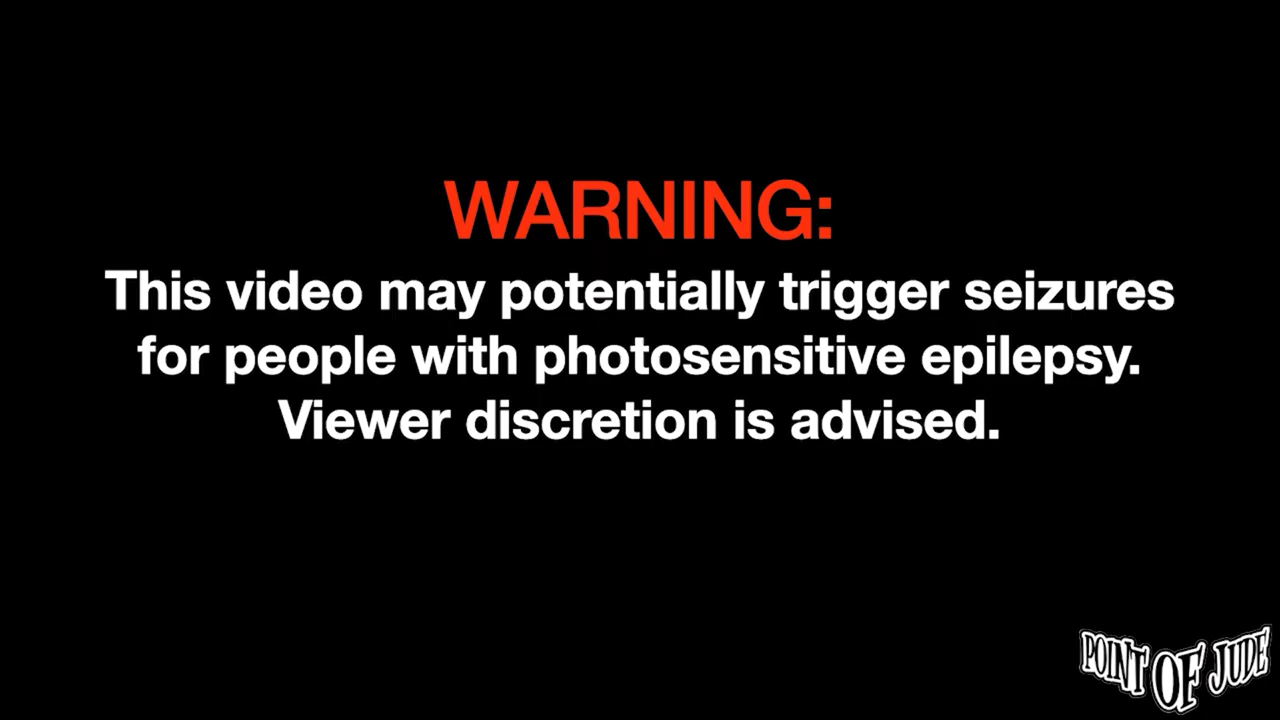 WARNING:
This video may potentially trigger seizures
for people with photosensitive epilepsy.
Viewer discretion is advised.
POINT OF JUDE